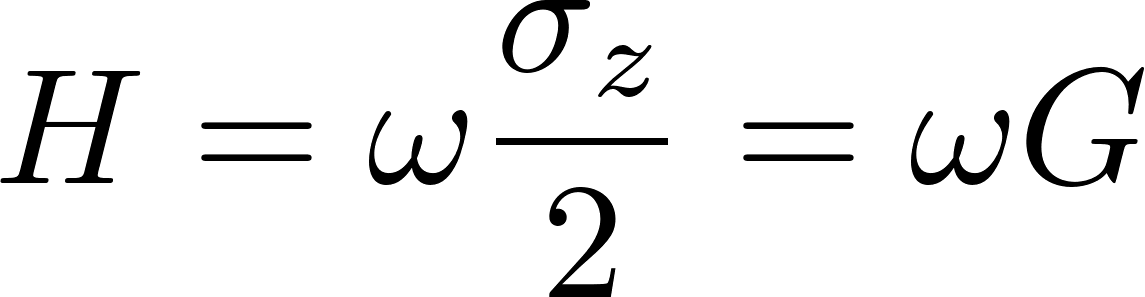 H = ω σ_z/2 = ωG